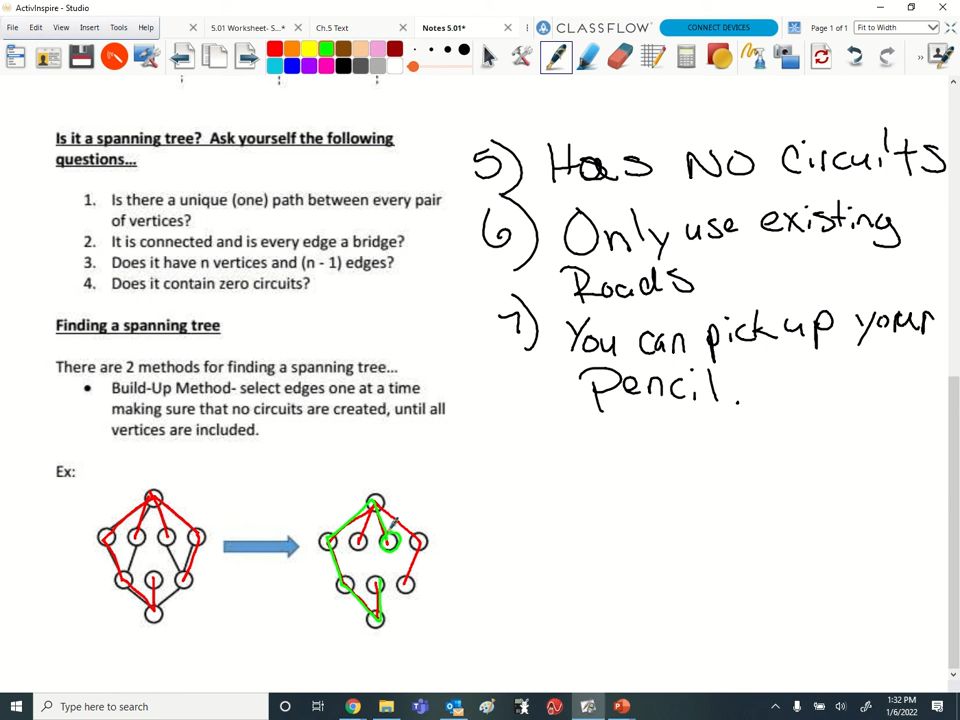 ActivInspire - Studio
File Edit View Insert Tools Help
5.01 Worksheet- S...*
Ch.5 Text
Notes 5.01*
CLASSFLOW
CONNECT DEVICES
Page 1 of 1
Fit to Width
Is it a spanning tree? Ask yourself the following
questions...
1. Is there a unique (one) path between every pair
of vertices?
2. It is connected and is every edge a bridge?
3. Does it have n vertices and (n - 1) edges?
4. Does it contain zero circuits?
Finding a spanning tree
There are 2 methods for finding a spanning tree...
• Build-Up Method- select edges one at a time
making sure that no circuits are created, until all
vertices are included.
Ex:
5) Has NO circuits
6) Only use existing
Roads
7) You can pick up your
Pencil.
Type here to search
1:32 PM
1/6/2022